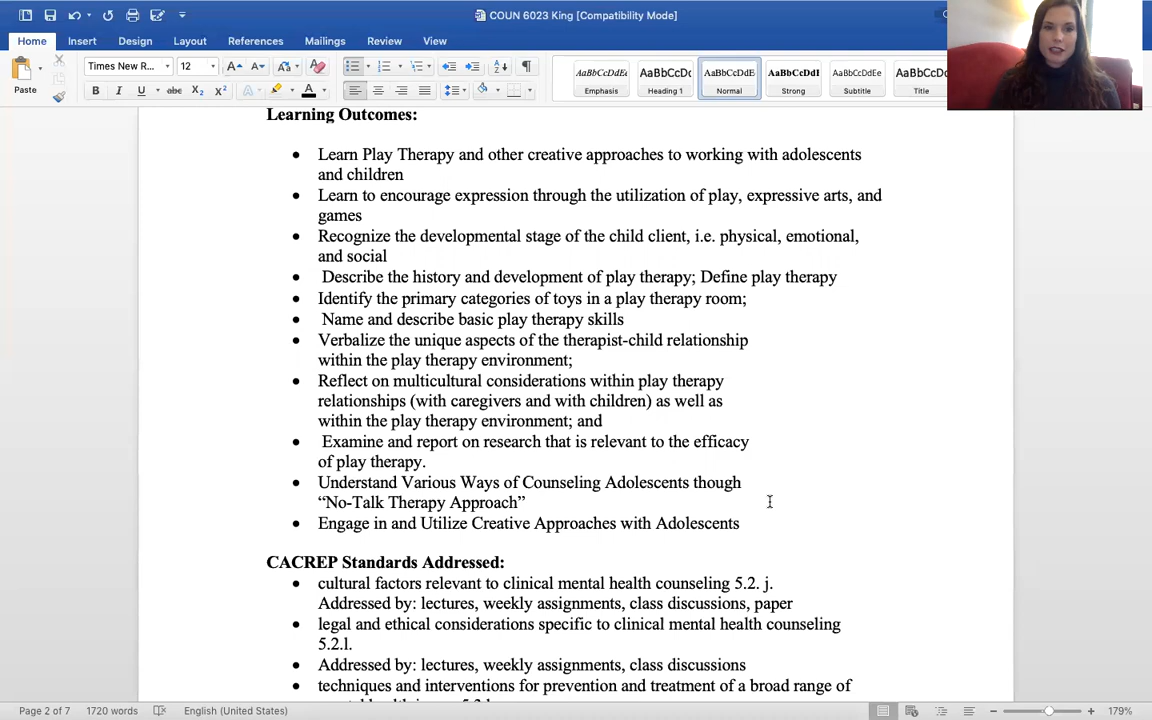 COUN 6023 King [Compatibility Mode]
Home Insert Design Layout References Mailings Review View
Paste
Times New R... 12
AaBbCcDdEe AaBbCcDc AaBbCcDdE AaBbCcDdI AaBbCcDdEe AaBbCcDc
Emphasis Heading 1 Normal Strong Subtitle Title
Learning Outcomes:
• Learn Play Therapy and other creative approaches to working with adolescents
and children
• Learn to encourage expression through the utilization of play, expressive arts, and
games
• Recognize the developmental stage of the child client, i.e. physical, emotional,
and social
• Describe the history and development of play therapy; Define play therapy
• Identify the primary categories of toys in a play therapy room;
• Name and describe basic play therapy skills
• Verbalize the unique aspects of the therapist-child relationship
within the play therapy environment;
• Reflect on multicultural considerations within play therapy
relationships (with caregivers and with children) as well as
within the play therapy environment; and
• Examine and report on research that is relevant to the efficacy
of play therapy.
• Understand Various Ways of Counseling Adolescents though
“No-Talk Therapy Approach”
• Engage in and Utilize Creative Approaches with Adolescents
CACREP Standards Addressed:
• cultural factors relevant to clinical mental health counseling 5.2. j.
Addressed by: lectures, weekly assignments, class discussions, paper
• legal and ethical considerations specific to clinical mental health counseling
5.2.l.
• Addressed by: lectures, weekly assignments, class discussions
• techniques and interventions for prevention and treatment of a broad range of
Page 2 of 7 1720 words English (United States) 179%